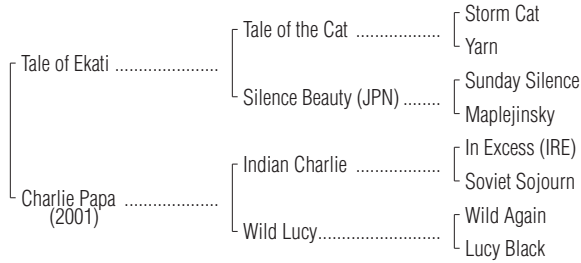 Storm Cat
Tale of the Cat ..................
Yarn
Tale of Ekati ......................
Sunday Silence
Silence Beauty (JPN) ........
Maplejinsky
In Excess (IRE)
Indian Charlie ..................
Soviet Sojourn
Charlie Papa ....................
(2001)
Wild Again
Wild Lucy..........................
Lucy Black